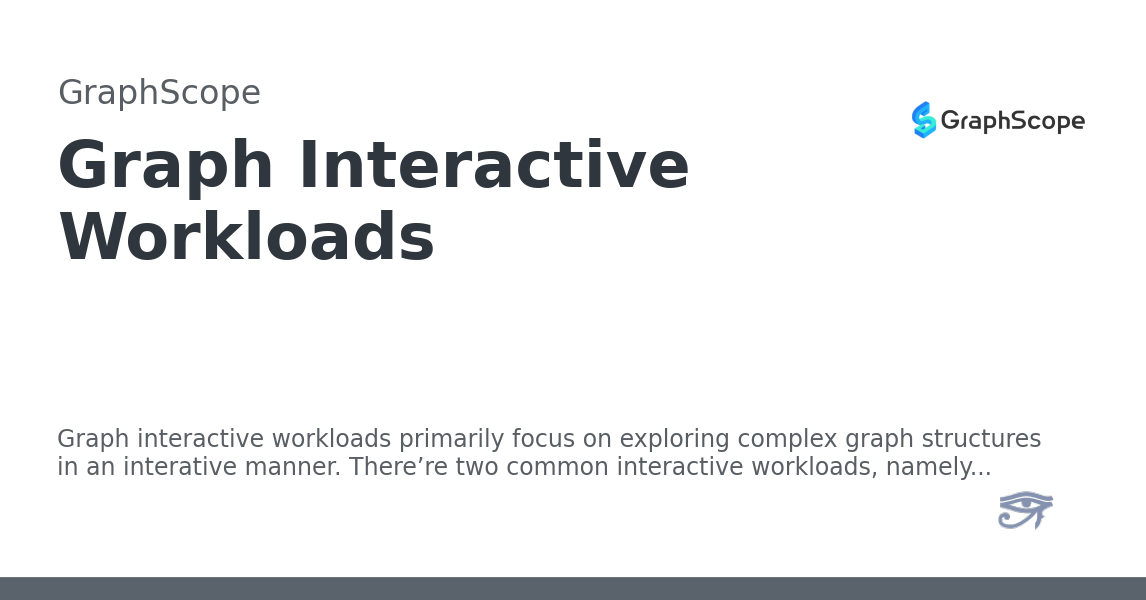 GraphScope
GraphScope
Graph Interactive
Workloads
Graph interactive workloads primarily focus on exploring complex graph structures
in an interative manner. There’re two common interactive workloads, namely...